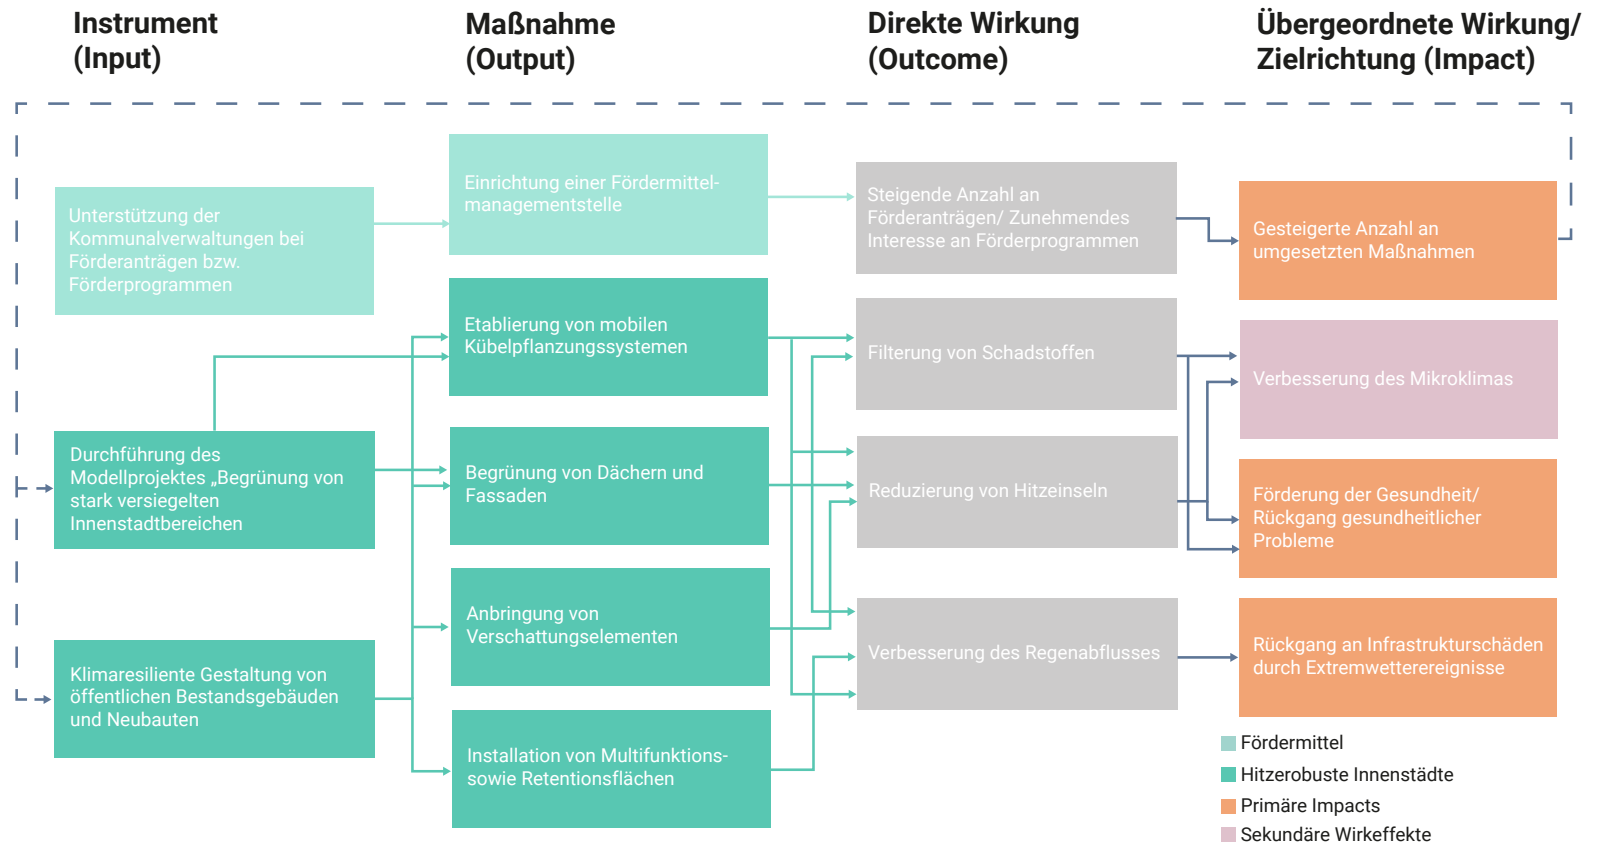 Instrument
(Input)
Maßnahme
(Output)
Direkte Wirkung
(Outcome)
Übergeordnete Wirkung/
Zielrichtung (Impact)
Unterstützung der
Kommunalverwaltungen bei
Förderanträgen bzw.
Förderprogrammen
Durchführung des
Modellprojektes „Begrünung von
stark versiegelten
Innenstadtbereichen
Klimaresiliente Gestaltung von
öffentlichen Bestandsgebäuden
und Neubauten
Einrichtung einer Fördermittel-
managementstelle
Etablierung von mobilen
Kübelpflanzungssystemen
Begrünung von Dächern und
Fassaden
Anbringung von
Verschattungselementen
Installation von Multifunktions-
sowie Retentionsflächen
Steigende Anzahl an
Förderanträgen/ Zunehmendes
Interesse an Förderprogrammen
Filterung von Schadstoffen
Reduzierung von Hitzeinseln
Verbesserung des Regenabflusses
Gesteigerte Anzahl an
umgesetzten Maßnahmen
Verbesserung des Mikroklimas
Förderung der Gesundheit/
Rückgang gesundheitlicher
Probleme
Rückgang an Infrastrukturschäden
durch Extremwetterereignisse
Fördermittel
Hitzerobuste Innenstädte
Primäre Impacts
Sekundäre Wirkeffekte